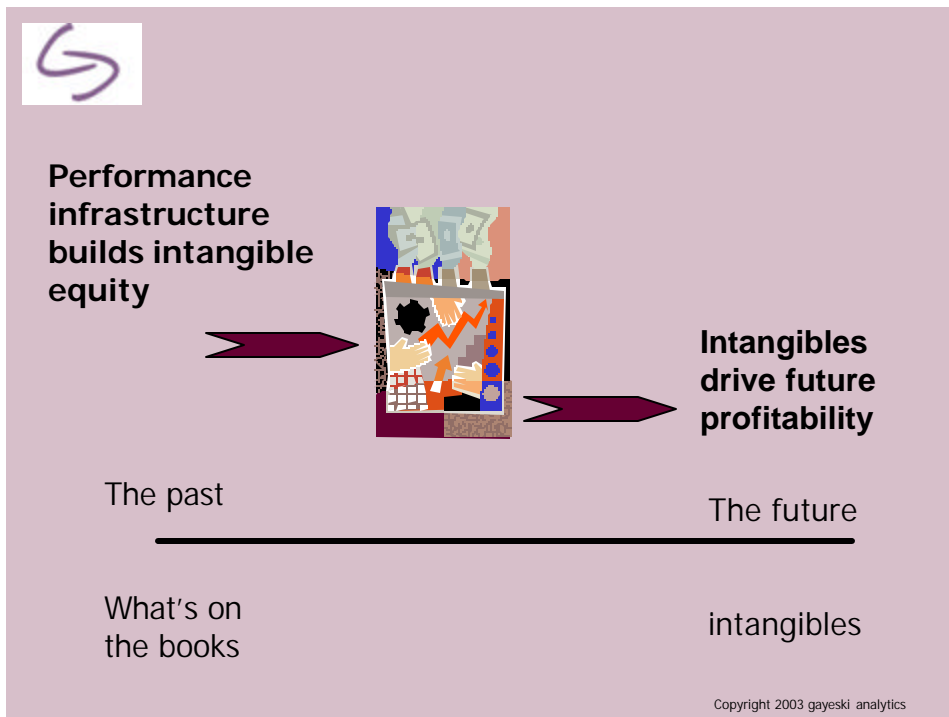 Performance
infrastructure
builds intangible
equity
Intangibles
drive future
profitability
The past
The future
What's on
the books
intangibles
Copyright 2003 gayeski analytics